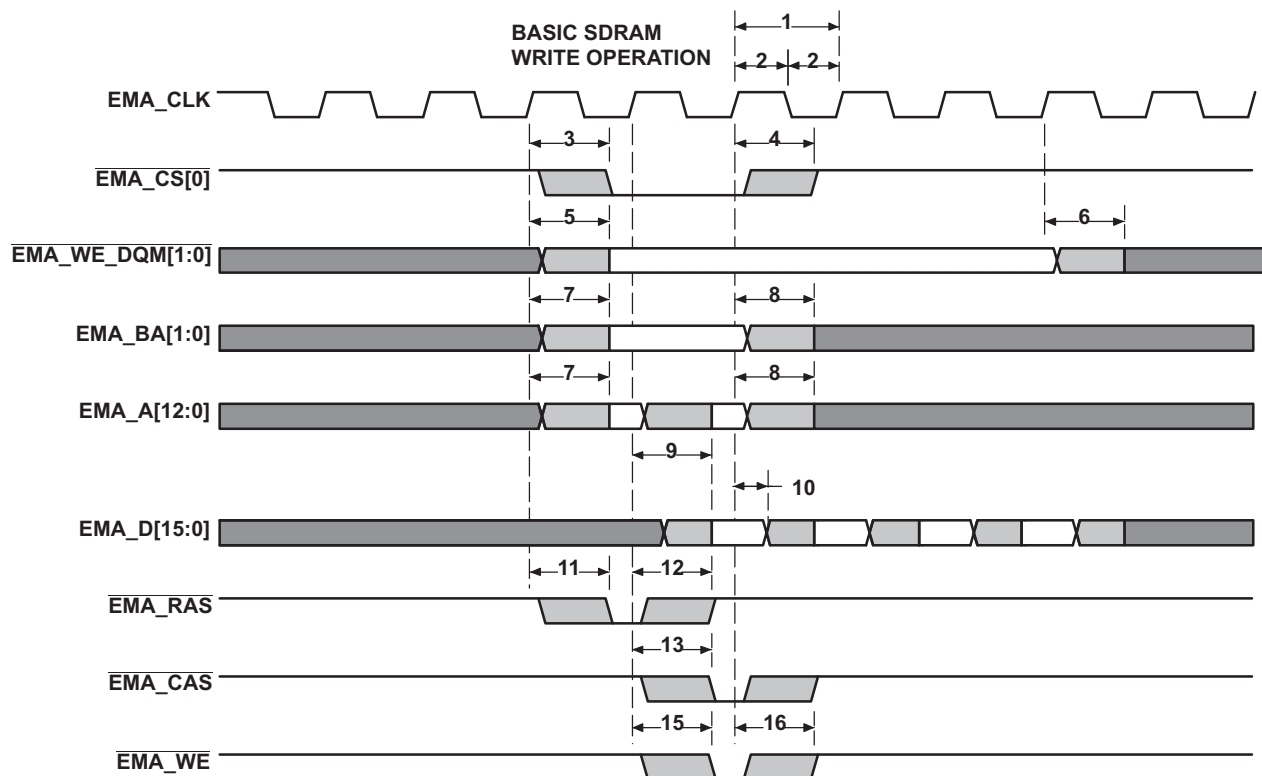 1
BASIC SDRAM
WRITE OPERATION
2 2
EMA_CLK
3 4
EMA_CS[0]
5 6
EMA_WE_DQM[1:0]
7 8
EMA_BA[1:0]
7 8
EMA_A[12:0]
9
10
EMA_D[15:0]
11 12
EMA_RAS
13
EMA_CAS
15 16
EMA_WE